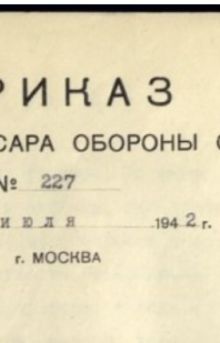 РИКАЗ
САРА ОБОРОНЫ С
№ 227
ИЮЛЯ 1942 г.
г. МОСКВА